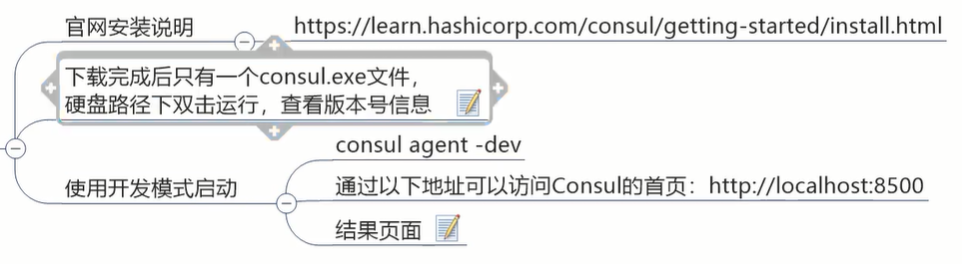 官网安装说明
https://learn.hashicorp.com/consul/getting-started/install.html
下载完成后只有一个consul.exe文件，
硬盘路径下双击运行，查看版本号信息
使用开发模式启动
consul agent -dev
通过以下地址可以访问Consul的首页：http://localhost:8500
结果页面